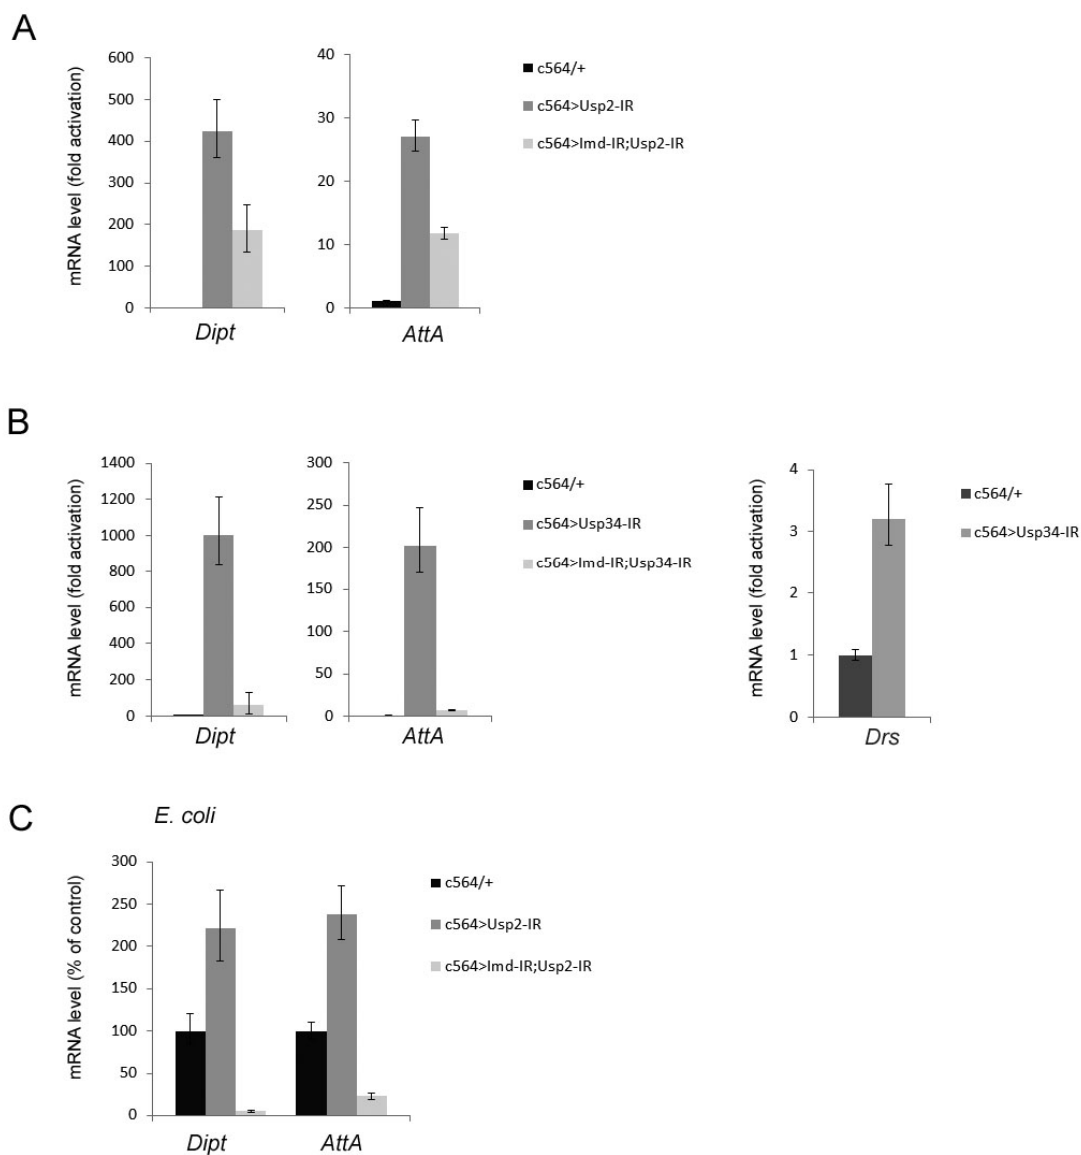 A
mRNA level (fold activation)
600
500
400
300
200
100
0
Dipt
40
30
20
10
0
AttA
c564/+
c564>Usp2-IR
c564>Imd-IR;Usp2-IR
B
mRNA level (fold activation)
1400
1200
1000
800
600
400
200
0
Dipt
300
250
200
150
100
50
0
AttA
c564/+
c564>Usp34-IR
c564>Imd-IR;Usp34-IR
mRNA level (fold activation)
4
3
2
1
0
Drs
c564/+
c564>Usp34-IR
C
E. coli
mRNA level (% of control)
300
250
200
150
100
50
0
Dipt
AttA
c564/+
c564>Usp2-IR
c564>Imd-IR;Usp2-IR